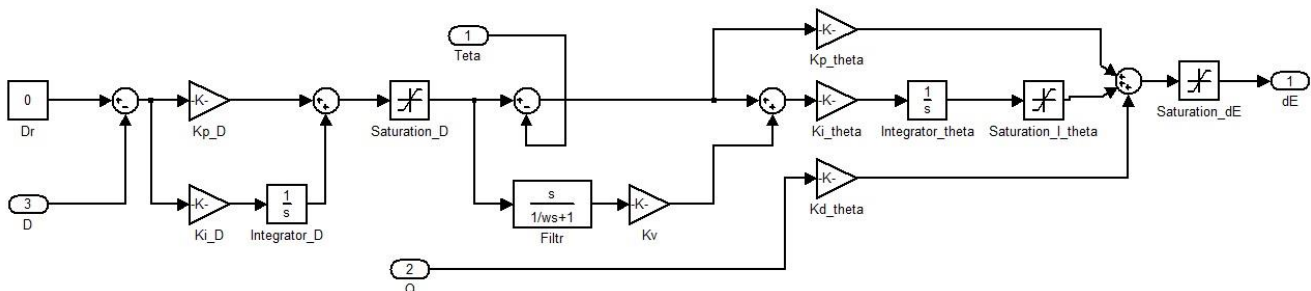 1
Teta
-K-
Kp_theta
0
Dr
-K-
Kp_D
Saturation_D
-K-
Ki_theta
1
s
Integrator_theta
Saturation_I_theta
Saturation_dE
1
dE
3
D
-K-
Ki_D
1
s
Integrator_D
s
1/ws+1
Filtr
-K-
Kv
-K-
Kd_theta
2